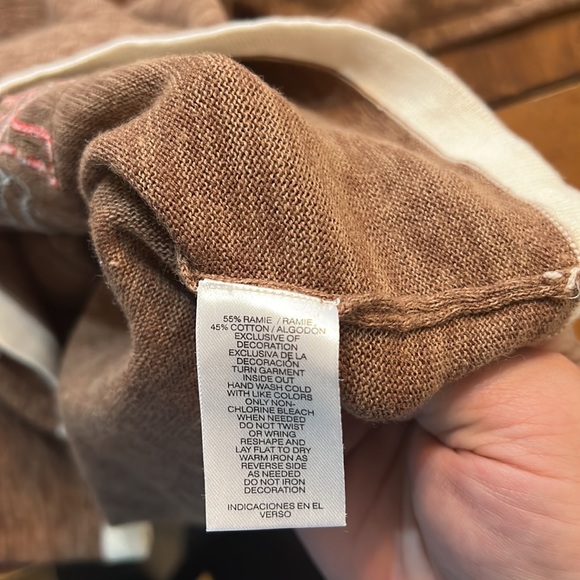 55% RAMIE / RAMIE
45% COTTON / ALGODÓN
EXCLUSIVE OF
DECORATION
EXCLUSIVA DE LA
DECORACIÓN
TURN GARMENT
INSIDE OUT
HAND WASH COLD
WITH LIKE COLORS
ONLY NON-
CHLORINE BLEACH
WHEN NEEDED
DO NOT TWIST
OR WRING
RESHAPE AND
LAY FLAT TO DRY
WARM IRON AS
REVERSE SIDE
AS NEEDED
DO NOT IRON
DECORATION
INDICACIONES EN EL
VERSO